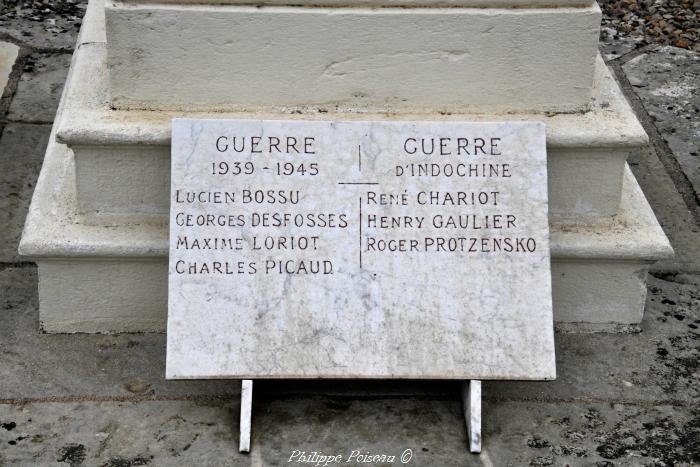 GUERRE
1939 - 1945
LUCIEN BOSSU
GEORGES DESFOSSES
MAXIME LORIOT
CHARLES PICAUD
GUERRE
D'INDOCHINE
RENÉ CHARIOT
HENRY GAULIER
ROGER PROTZENSKO
Philippe Poiseau ©